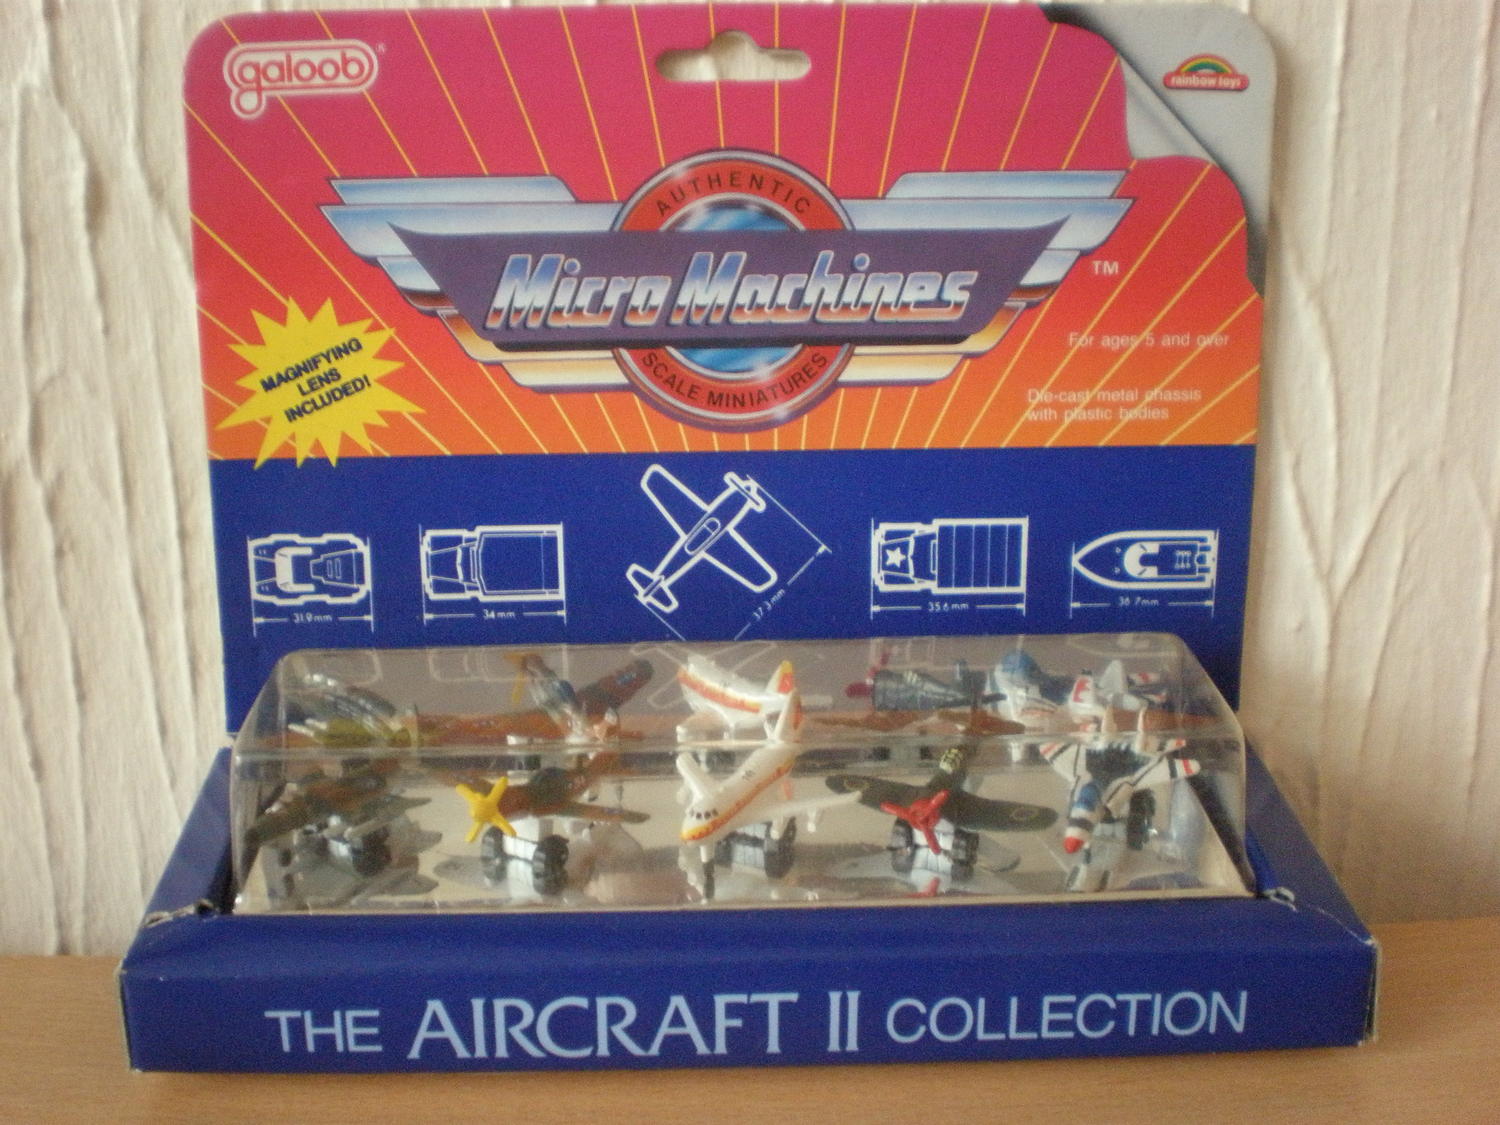 galoob®
rainbow toys
AUTHENTIC
Micro Machines
TM
SCALE MINIATURES
MAGNIFYING
LENS
INCLUDED!
For ages 5 and over
Die-cast metal chassis
with plastic bodies
31.9mm
34mm
37.3mm
35.6mm
36.7mm
THE AIRCRAFT II COLLECTION